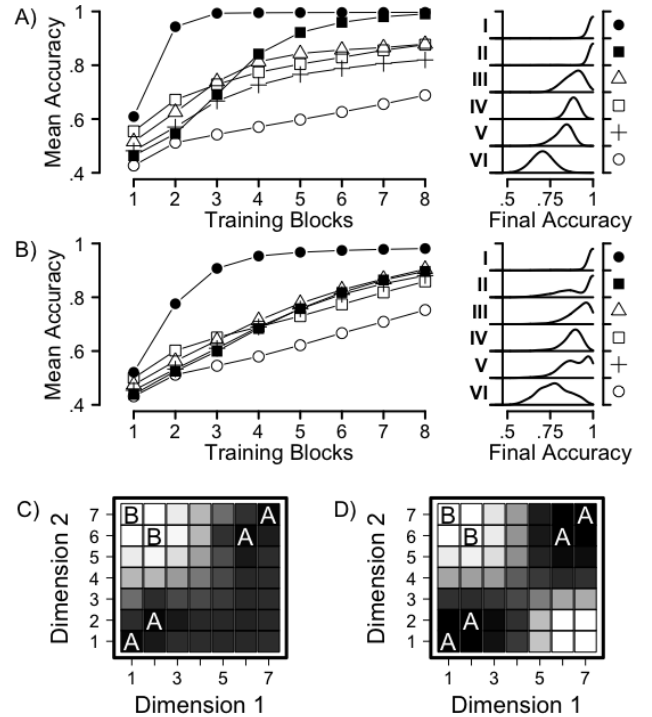 A)
Mean Accuracy
1
.8
.6
.4
1 2 3 4 5 6 7 8
Training Blocks
I
II
III
IV
V
VI
.5 .75 1
Final Accuracy
B)
Mean Accuracy
1
.8
.6
.4
1 2 3 4 5 6 7 8
Training Blocks
I
II
III
IV
V
VI
.5 .75 1
Final Accuracy
C)
Dimension 2
7
6
5
4
3
2
1
B A
B A
A
A
1 3 5 7
Dimension 1
D)
Dimension 2
7
6
5
4
3
2
1
B A
B A
A
A
1 3 5 7
Dimension 1